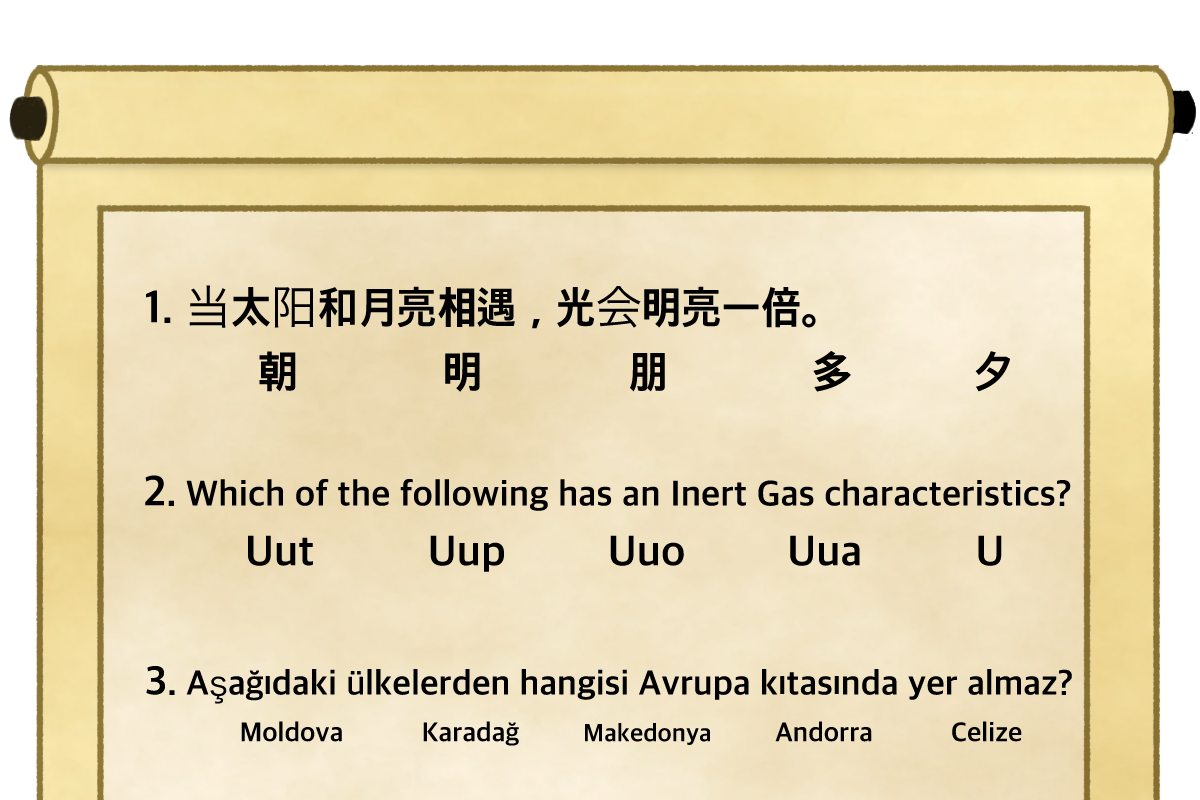 1. 当太阳和月亮相遇，光会明亮一倍。
朝 明 朋 多 夕
2. Which of the following has an Inert Gas characteristics?
Uut Uup Uuo Uua U
3. Aşağıdaki ülkelerden hangisi Avrupa kıtasında yer almaz?
Moldova Karadağ Makedonya Andorra Celize